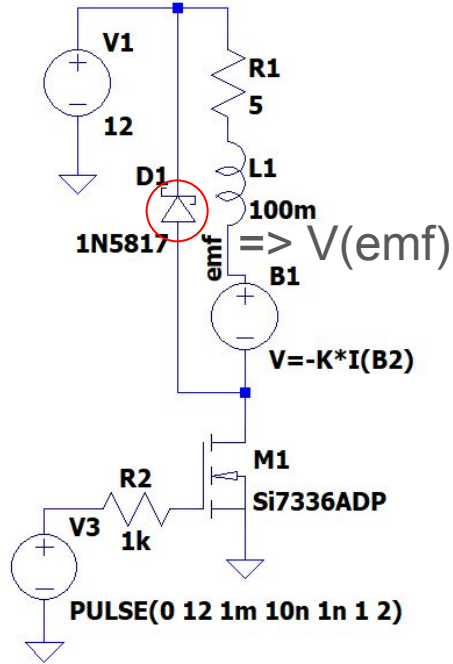 V1
+
12
R1
5
L1
100m
D1
1N5817
emf
=> V(emf)
B1
+
V=-K*I(B2)
M1
Si7336ADP
R2
1k
V3
+
PULSE(0 12 1m 10n 1n 1 2)